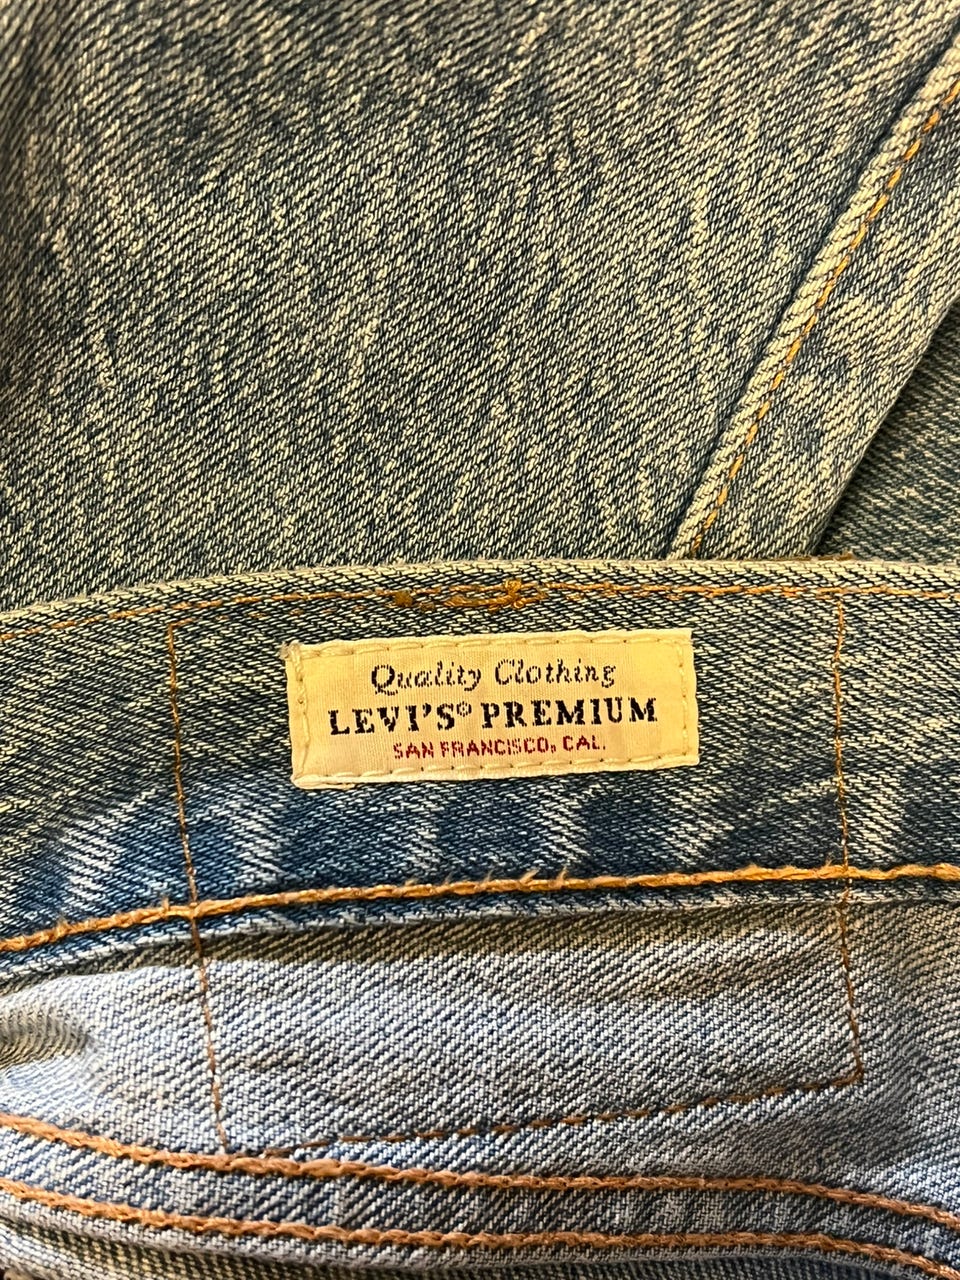 Quality Clothing
LEVI'S® PREMIUM
SAN FRANCISCO, CAL.